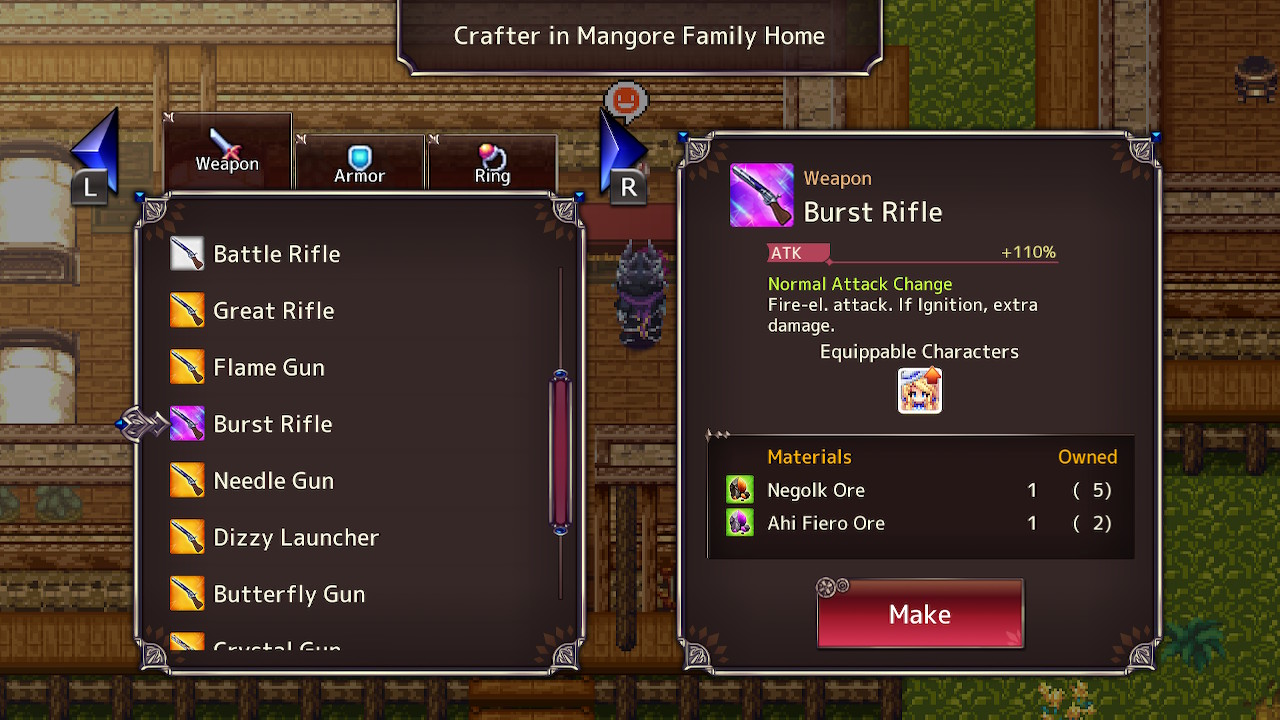 Crafter in Mangore Family Home
L
Weapon
Armor
Ring
R
Battle Rifle
Great Rifle
Flame Gun
Burst Rifle
Needle Gun
Dizzy Launcher
Butterfly Gun
Crystal Gun
Weapon
Burst Rifle
ATK +110%
Normal Attack Change
Fire-el. attack. If Ignition, extra
damage.
Equippable Characters
Materials Owned
Negolk Ore 1 ( 5)
Ahi Fiero Ore 1 ( 2)
Make